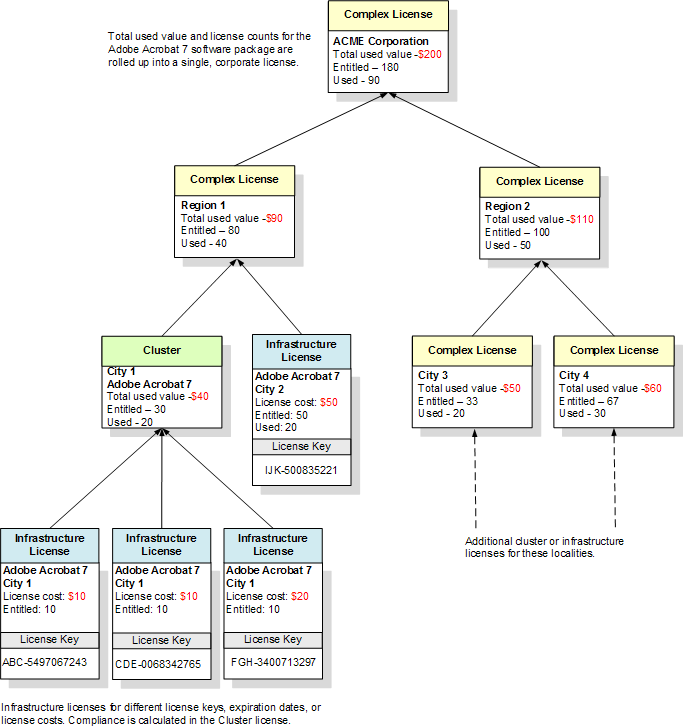 Total used value and license counts for the
Adobe Acrobat 7 software package are
rolled up into a single, corporate license.
Complex License
ACME Corporation
Total used value -$200
Entitled – 180
Used - 90
Complex License
Region 1
Total used value -$90
Entitled – 80
Used - 40
Complex License
Region 2
Total used value -$110
Entitled – 100
Used - 50
Cluster
City 1
Adobe Acrobat 7
Total used value -$40
Entitled – 30
Used - 20
Infrastructure
License
Adobe Acrobat 7
City 2
License cost: $50
Entitled: 50
Used: 20
License Key
IJK-500835221
Complex License
City 3
Total used value -$50
Entitled – 33
Used - 20
Complex License
City 4
Total used value -$60
Entitled – 67
Used - 30
Additional cluster or infrastructure
licenses for these localities.
Infrastructure
License
Adobe Acrobat 7
City 1
License cost: $10
Entitled: 10
License Key
ABC-5497067243
Infrastructure
License
Adobe Acrobat 7
City 1
License cost: $10
Entitled: 10
License Key
CDE-0068342765
Infrastructure
License
Adobe Acrobat 7
City 1
License cost: $20
Entitled: 10
License Key
FGH-3400713297
Infrastructure licenses for different license keys, expiration dates, or
license costs. Compliance is calculated in the Cluster license.